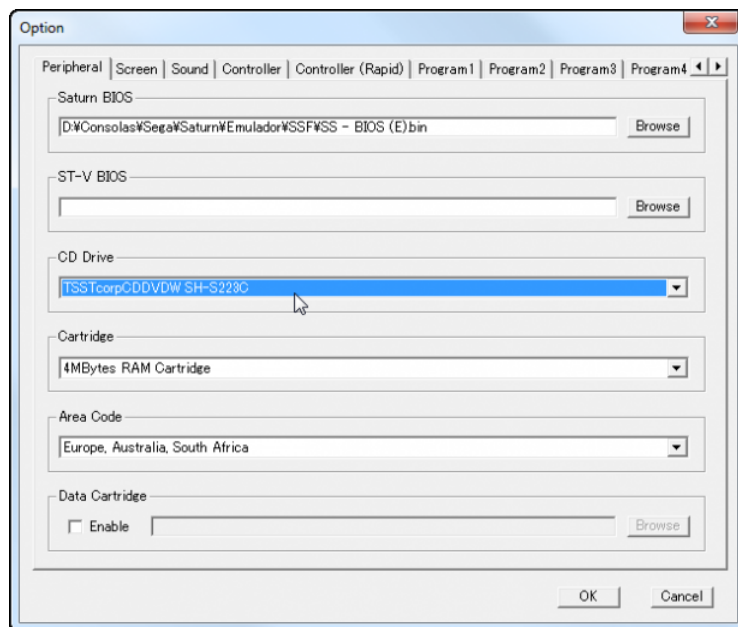 Option
Peripheral Screen Sound Controller Controller (Rapid) Program1 Program2 Program3 Program4
Saturn BIOS
D:¥Consolas¥Sega¥Saturn¥Emulador¥SSF¥SS - BIOS (E).bin Browse
ST-V BIOS
Browse
CD Drive
TSSTcorpCDDVDW SH-S223C
Cartridge
4MBytes RAM Cartridge
Area Code
Europe, Australia, South Africa
Data Cartridge
Enable Browse
OK Cancel